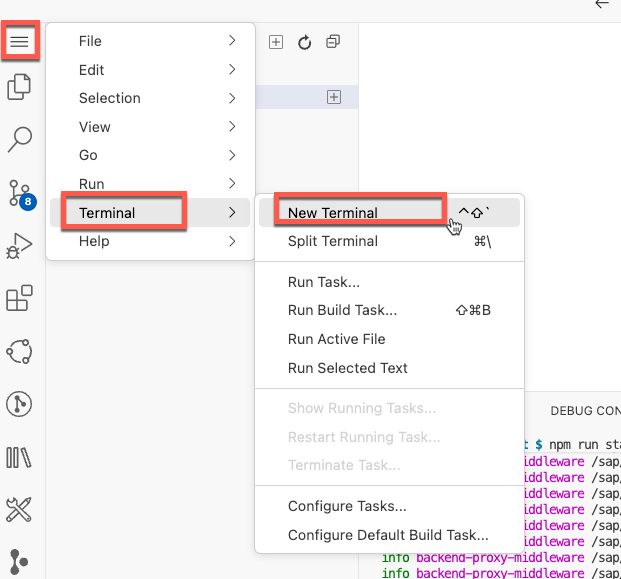 File
Edit
Selection
View
Go
Run
Terminal
Help
8
New Terminal ^⇧`
Split Terminal ⌘\
Run Task...
Run Build Task... ⇧⌘B
Run Active File
Run Selected Text
Show Running Tasks...
Restart Running Task...
Terminate Task...
Configure Tasks...
Configure Default Build Task...
DEBUG CON
t $ npm run sta
iddleware /sap/
iddleware /sap/
iddleware /sap/
iddleware /sap/
iddleware /sap/
iddleware /sap/
info backend-proxy-middleware /sap/
info backend-proxy-middleware /sap/